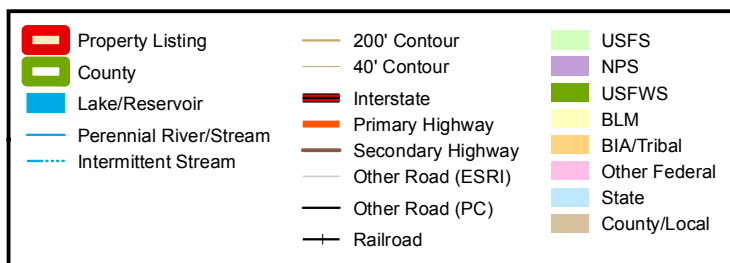 Property Listing
County
Lake/Reservoir
Perennial River/Stream
Intermittent Stream
200' Contour
40' Contour
Interstate
Primary Highway
Secondary Highway
Other Road (ESRI)
Other Road (PC)
Railroad
USFS
NPS
USFWS
BLM
BIA/Tribal
Other Federal
State
County/Local